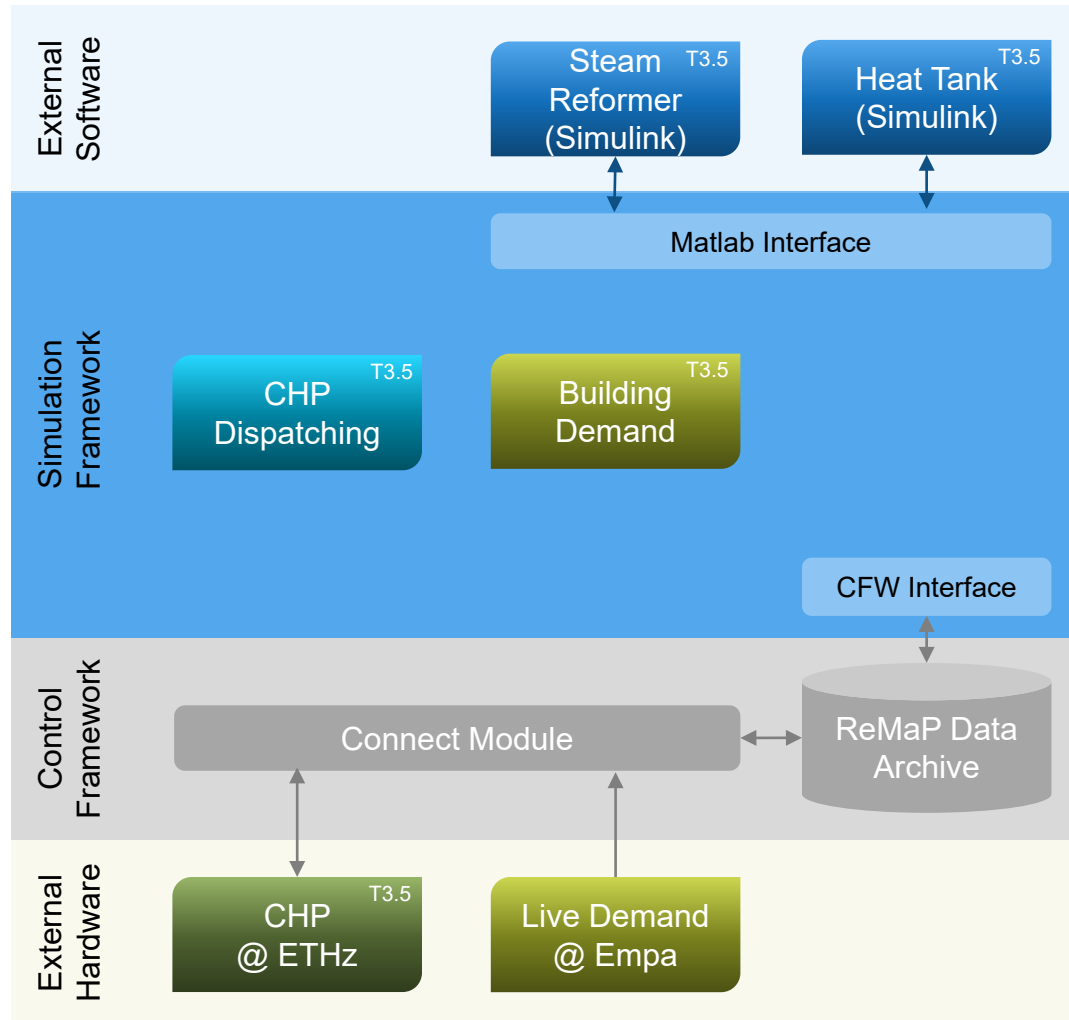 External
Software
Steam
Reformer
(Simulink)
T3.5
Heat Tank
(Simulink)
T3.5
Matlab Interface
Simulation
Framework
CHP
Dispatching
T3.5
Building
Demand
T3.5
CFW Interface
Control
Framework
Connect Module
ReMaP Data
Archive
External
Hardware
CHP
@ ETHz
T3.5
Live Demand
@ Empa